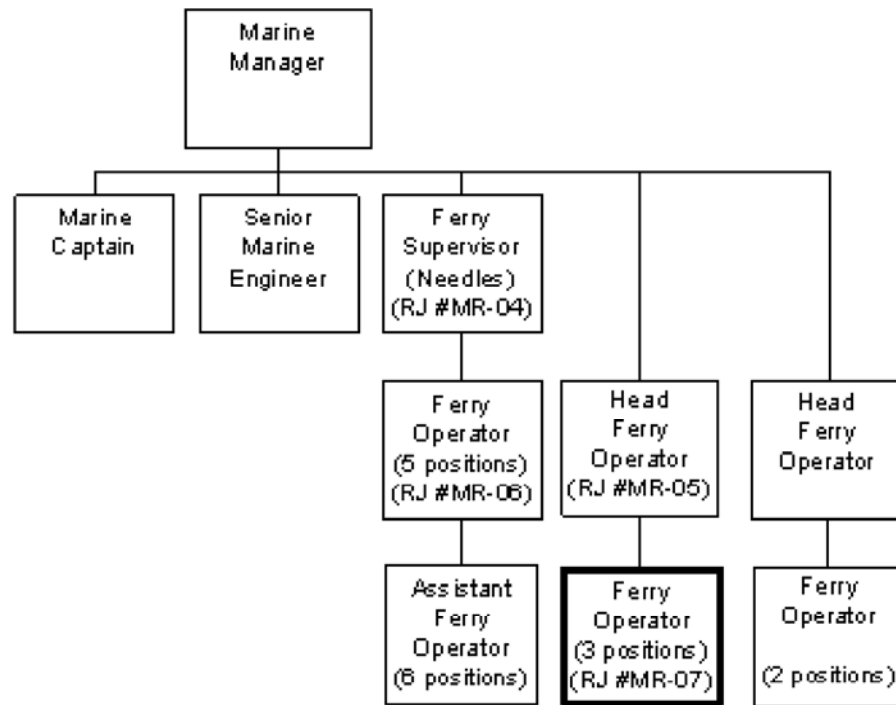 Marine
Manager
Marine
Captain
Senior
Marine
Engineer
Ferry
Supervisor
(Needles)
(RJ #MR-04)
Ferry
Operator
(5 positions)
(RJ #MR-06)
Head
Ferry
Operator
(RJ #MR-05)
Head
Ferry
Operator
Assistant
Ferry
Operator
(6 positions)
Ferry
Operator
(3 positions)
(RJ #MR-07)
Ferry
Operator
(2 positions)